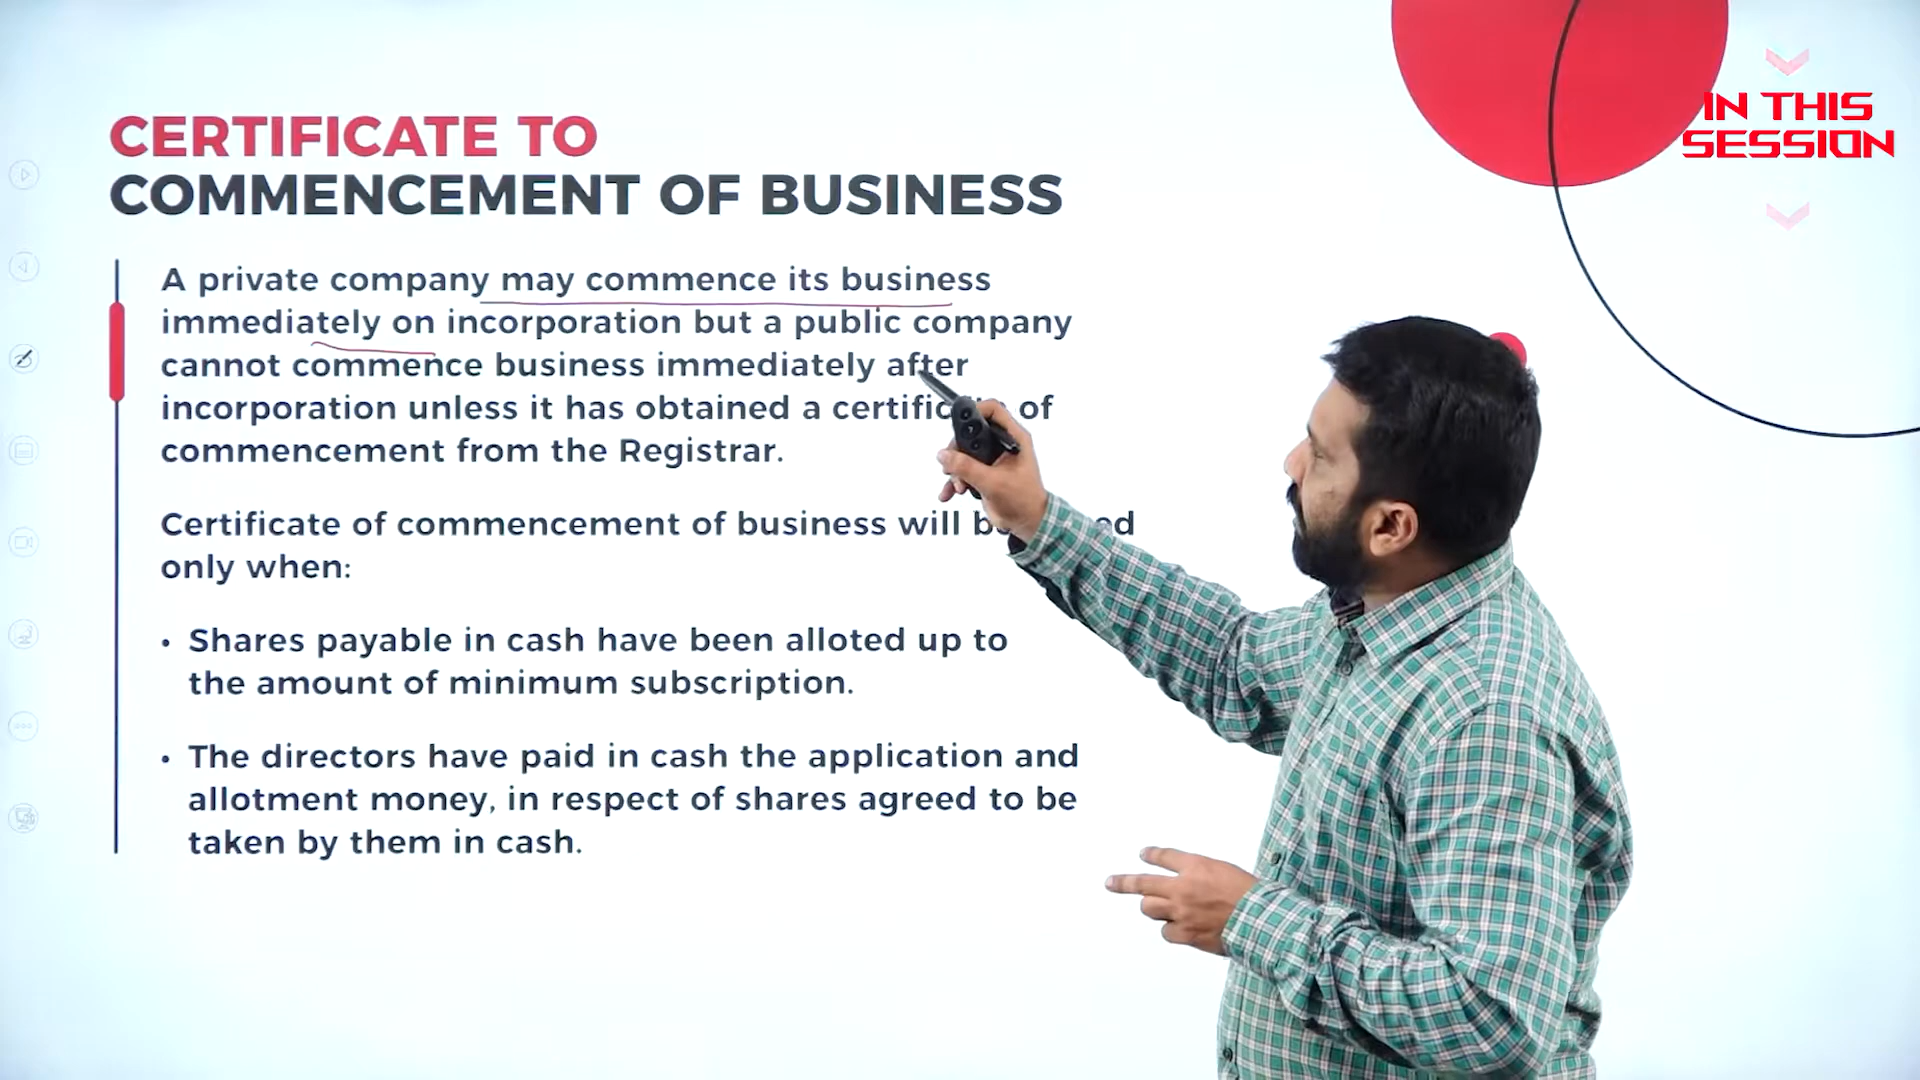 CERTIFICATE TO
COMMENCEMENT OF BUSINESS
IN THIS
SESSION
A private company may commence its business
immediately on incorporation but a public company
cannot commence business immediately after
incorporation unless it has obtained a of
commencement from the Registrar.
Certificate of commencement of business will
only when:
• Shares payable in cash have been alloted up to
the amount of minimum subscription.
• The directors have paid in cash the application and
allotment money, in respect of shares agreed to be
taken by them in cash.